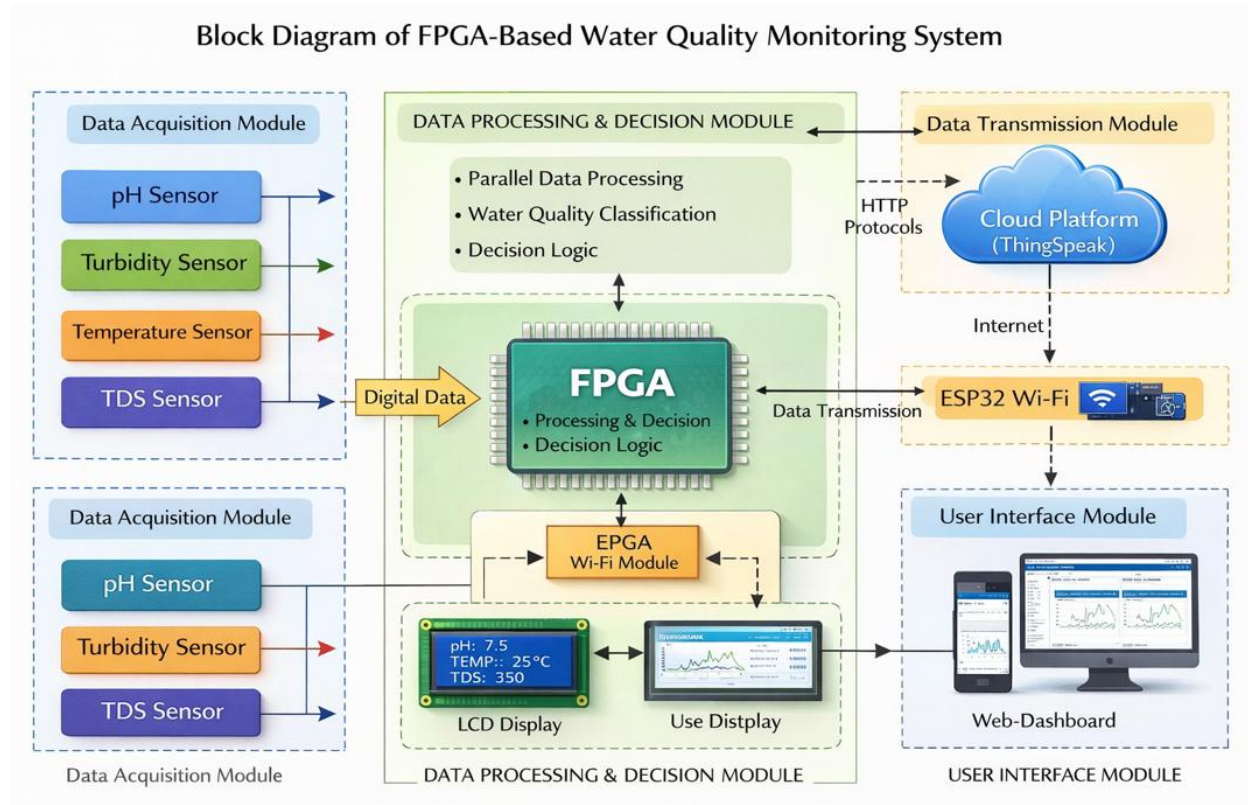 Block Diagram of FPGA-Based Water Quality Monitoring System
Data Acquisition Module
pH Sensor
Turbidity Sensor
Temperature Sensor
TDS Sensor
Digital Data
DATA PROCESSING & DECISION MODULE
• Parallel Data Processing
• Water Quality Classification
• Decision Logic
FPGA
• Processing & Decision
• Decision Logic
Data Transmission Module
HTTP
Protocols
Cloud Platform
(ThingSpeak)
Internet
Data Transmission
ESP32 Wi-Fi
Data Acquisition Module
pH Sensor
Turbidity Sensor
TDS Sensor
Data Acquisition Module
EPGA
Wi-Fi Module
pH: 7.5
TEMP:: 25°C
TDS: 350
LCD Display
Use Distplay
DATA PROCESSING & DECISION MODULE
User Interface Module
Web-Dashboard
USER INTERFACE MODULE